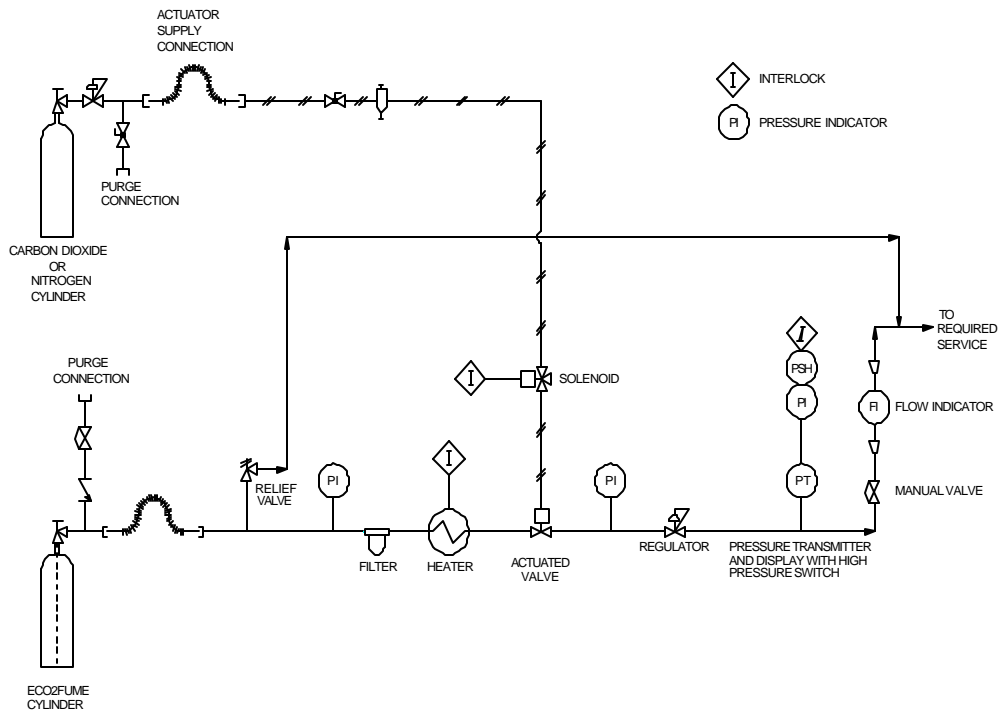 ACTUATOR
SUPPLY
CONNECTION
I INTERLOCK
PI PRESSURE INDICATOR
PURGE
CONNECTION
CARBON DIOXIDE
OR
NITROGEN
CYLINDER
TO
REQUIRED
SERVICE
I
PURGE
CONNECTION
I
SOLENOID
PSH
PI
FI
FLOW INDICATOR
I
RELIEF
VALVE
PI
PI
PT
MANUAL VALVE
FILTER
HEATER
ACTUATED
VALVE
REGULATOR
PRESSURE TRANSMITTER
AND DISPLAY WITH HIGH
PRESSURE SWITCH
ECO2FUME
CYLINDER